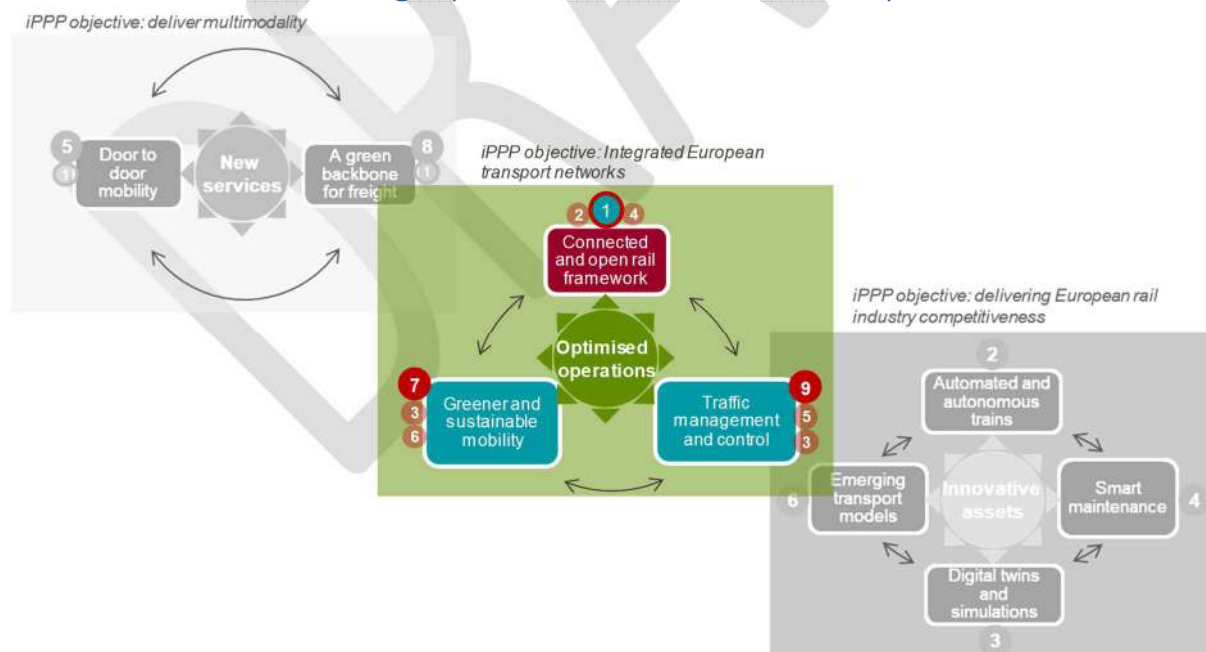 iPPP objective: deliver multimodality
5
1
Door to
door
mobility
New
services
A green
backbone
for freight
8
1
iPPP objective: Integrated European
transport networks
2
1
4
Connected
and open rail
framework
Optimised
operations
7
3
6
Greener and
sustainable
mobility
Traffic
management
and control
9
5
3
iPPP objective: delivering European rail
industry competitiveness
2
Automated and
autonomous
trains
6
Emerging
transport
models
Innovative
assets
Smart
maintenance
4
Digital twins
and
simulations
3